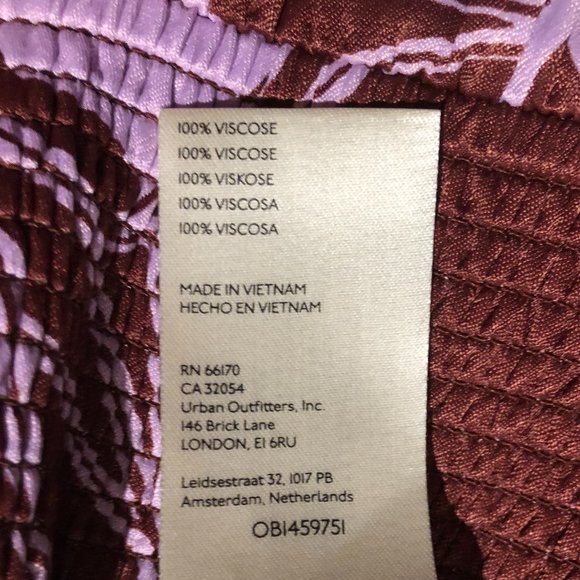 100% VISCOSE
100% VISCOSE
100% VISKOSE
100% VISCOSA
100% VISCOSA
MADE IN VIETNAM
HECHO EN VIETNAM
RN 66170
CA 32054
Urban Outfitters, Inc.
146 Brick Lane
LONDON, E1 6RU
Leidsestraat 32, 1017 PB
Amsterdam, Netherlands
OB1459751